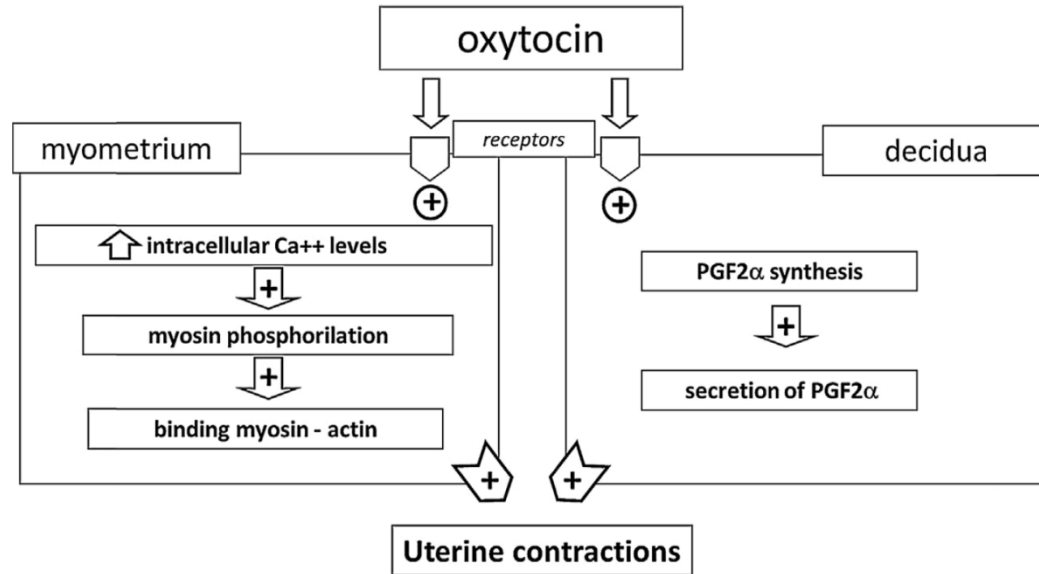 oxytocin
receptors
myometrium
decidua
+
+
intracellular Ca++ levels
+
myosin phosphorilation
+
binding myosin - actin
PGF2α synthesis
+
secretion of PGF2α
+
+
Uterine contractions